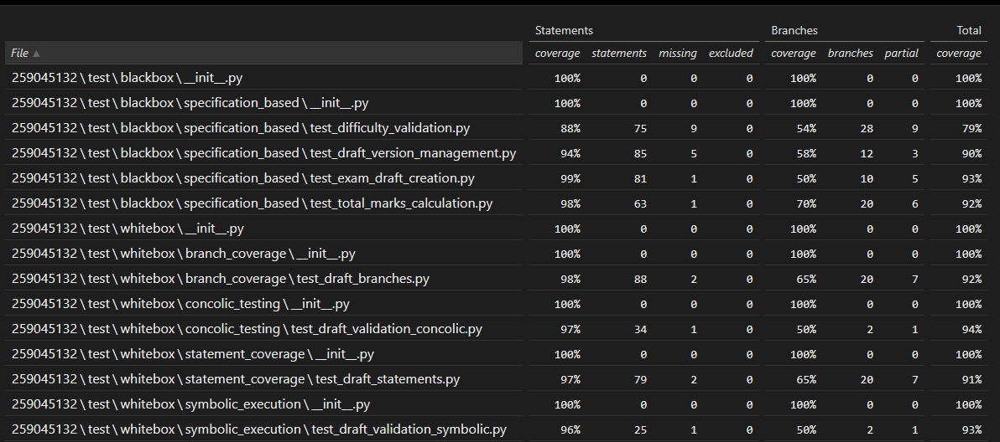 Statements Branches Total
File ▲ coverage statements missing excluded coverage branches partial coverage
259045132 \ test \ blackbox \ __init__.py 100% 0 0 0 100% 0 0 100%
259045132 \ test \ blackbox \ specification_based \ __init__.py 100% 0 0 0 100% 0 0 100%
259045132 \ test \ blackbox \ specification_based \ test_difficulty_validation.py 88% 75 9 0 54% 28 9 79%
259045132 \ test \ blackbox \ specification_based \ test_draft_version_management.py 94% 85 5 0 58% 12 3 90%
259045132 \ test \ blackbox \ specification_based \ test_exam_draft_creation.py 99% 81 1 0 50% 10 5 93%
259045132 \ test \ blackbox \ specification_based \ test_total_marks_calculation.py 98% 63 1 0 70% 20 6 92%
259045132 \ test \ whitebox \ __init__.py 100% 0 0 0 100% 0 0 100%
259045132 \ test \ whitebox \ branch_coverage \ __init__.py 100% 0 0 0 100% 0 0 100%
259045132 \ test \ whitebox \ branch_coverage \ test_draft_branches.py 98% 88 2 0 65% 20 7 92%
259045132 \ test \ whitebox \ concolic_testing \ __init__.py 100% 0 0 0 100% 0 0 100%
259045132 \ test \ whitebox \ concolic_testing \ test_draft_validation_concolic.py 97% 34 1 0 50% 2 1 94%
259045132 \ test \ whitebox \ statement_coverage \ __init__.py 100% 0 0 0 100% 0 0 100%
259045132 \ test \ whitebox \ statement_coverage \ test_draft_statements.py 97% 79 2 0 65% 20 7 91%
259045132 \ test \ whitebox \ symbolic_execution \ __init__.py 100% 0 0 0 100% 0 0 100%
259045132 \ test \ whitebox \ symbolic_execution \ test_draft_validation_symbolic.py 96% 25 1 0 50% 2 1 93%